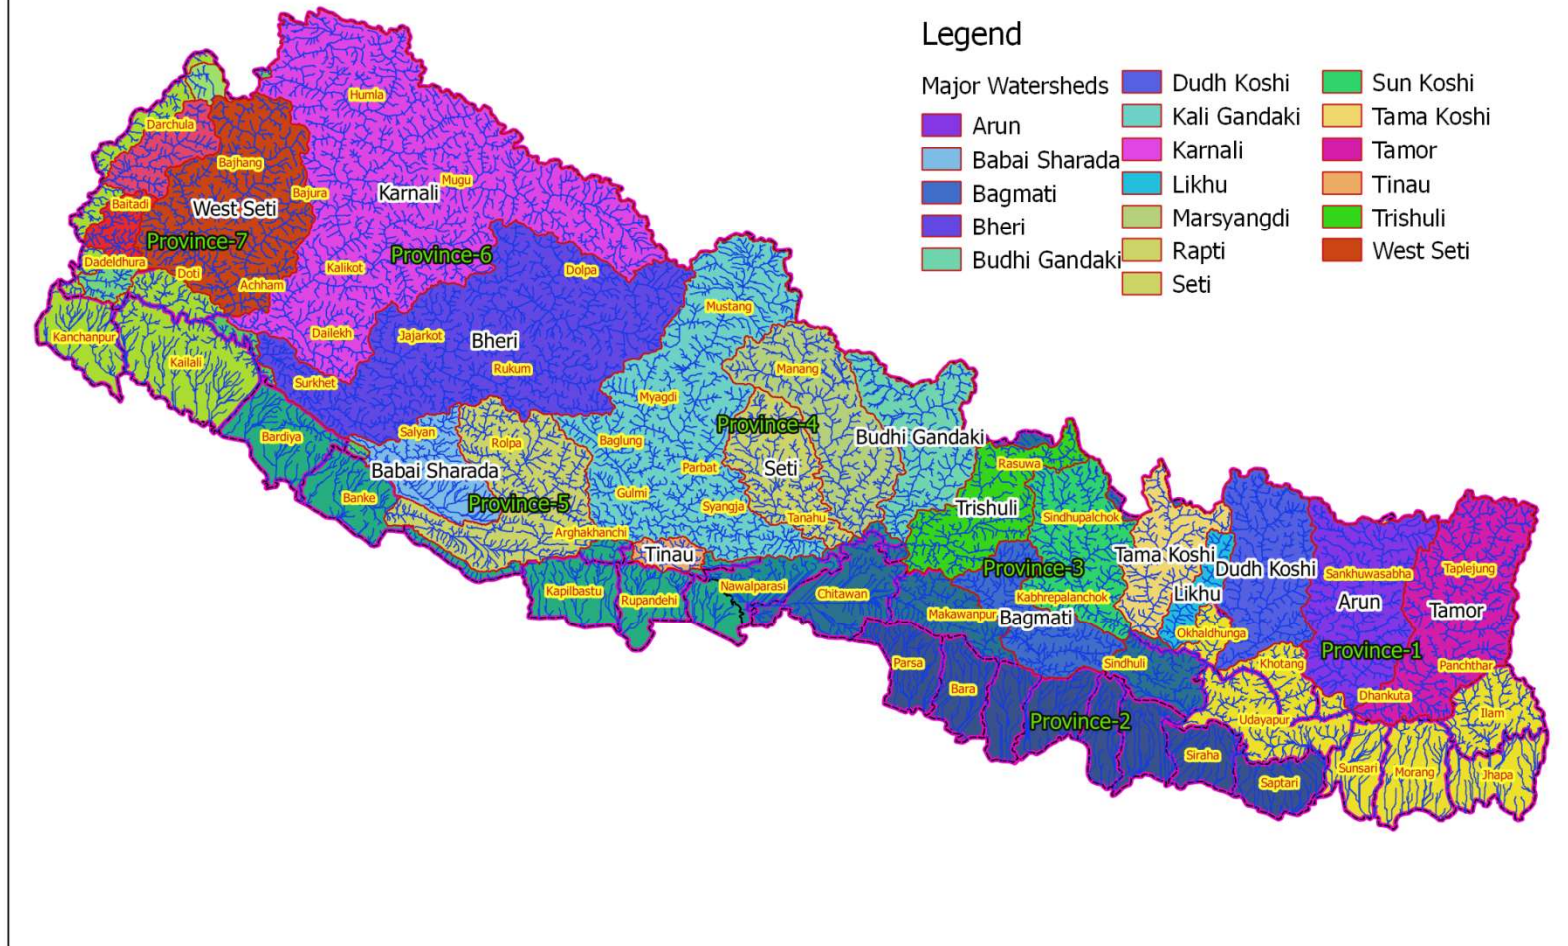 Legend
Major Watersheds
Arun
Babai Sharada
Bagmati
Bheri
Budhi Gandaki
Dudh Koshi
Kali Gandaki
Karnali
Likhu
Marsyangdi
Rapti
Seti
Sun Koshi
Tama Koshi
Tamor
Tinau
Trishuli
West Seti
Humla
Darchula
Bajhang
Mugu
Bajura
Karnali
Baitadi
West Seti
Province-7
Province-6
Dadeldhura
Doti
Kalikot
Dolpa
Achham
Mustang
Kanchanpur
Dailekh
Jajarkot
Bheri
Kailali
Rukum
Manang
Surkhet
Myagdi
Province-4
Salyan
Bardiya
Rolpa
Baglung
Budhi Gandaki
Babai Sharada
Parbat
Seti
Rasuwa
Banke
Gulmi
Province-5
Syangja
Trishuli
Tanahu
Sindhupalchok
Arghakhanchi
Tinau
Tama Koshi
Province-3
Dudh Koshi
Sankhuwasabha
Taplejung
Kapilbastu
Nawalparasi
Rupandehi
Chitawan
Kabhrepalanchok
Likhu
Arun
Tamor
Makawanpur
Bagmati
Okhaldhunga
Province-1
Parsa
Sindhuli
Khotang
Panchthar
Bara
Dhankuta
Province-2
Udayapur
Ilam
Siraha
Sunsari
Morang
Jhapa
Saptari